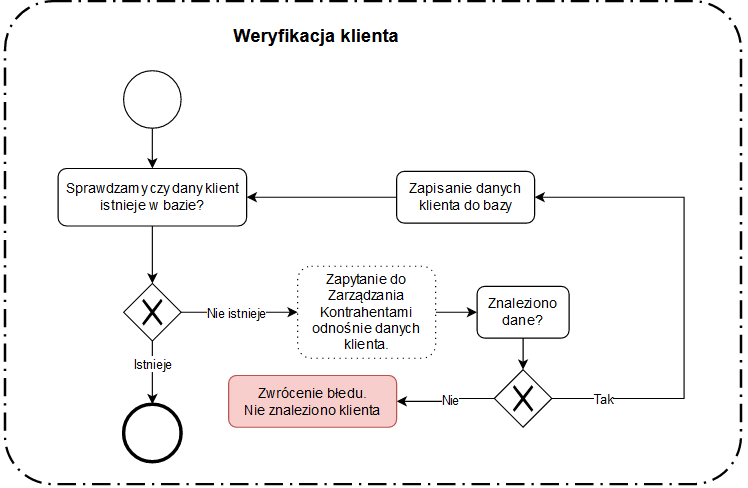 Weryfikacja klienta
Sprawdzamy czy dany klient
istnieje w bazie?
Zapisanie danych
klienta do bazy
Zapytanie do
Zarządzania
Kontrahentami
odnośnie danych
klienta.
Nie istnieje
Znaleziono
dane?
Istnieje
Zwrócenie błedu.
Nie znaleziono klienta
Nie
Tak